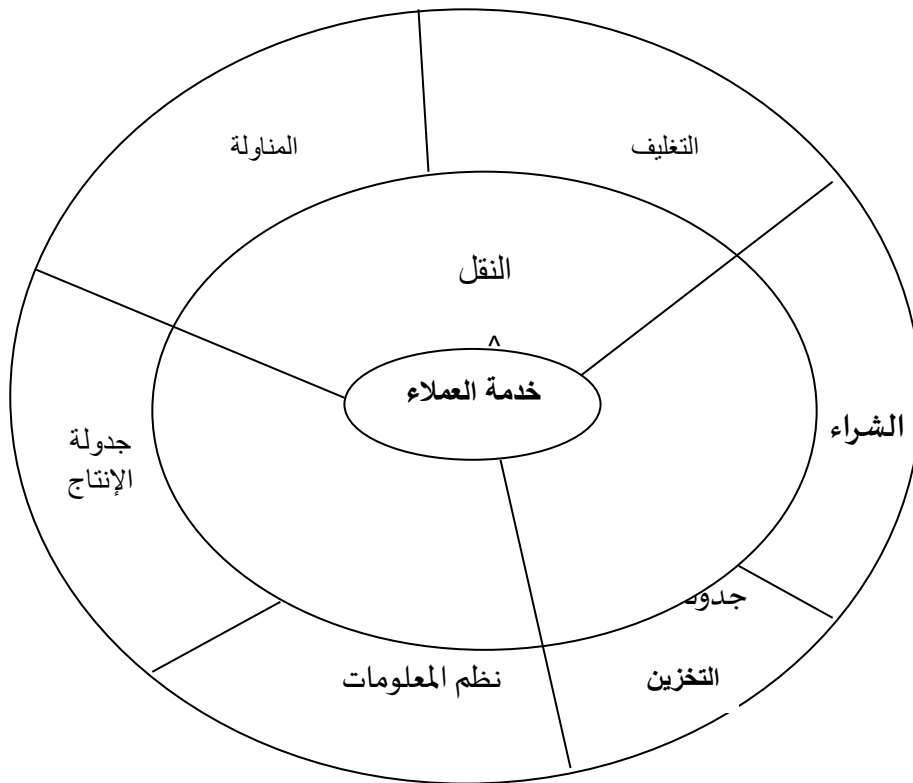 التغليف
المناولة
النقل
^
خدمة العملاء
الشراء
جدولة
الإنتاج
التخزين
نظم المعلومات